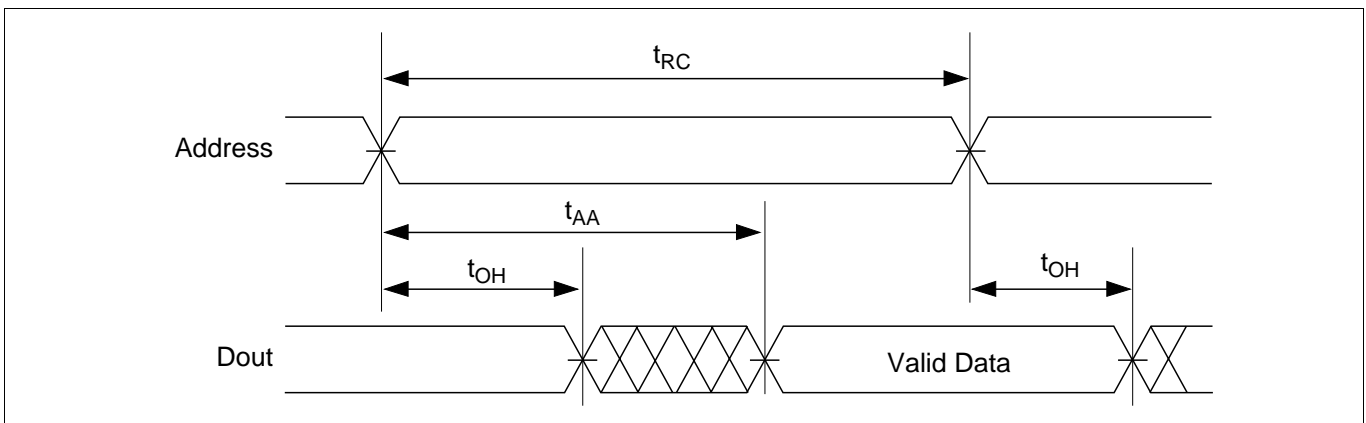 tRC
Address
tAA
tOH
tOH
Dout
Valid Data